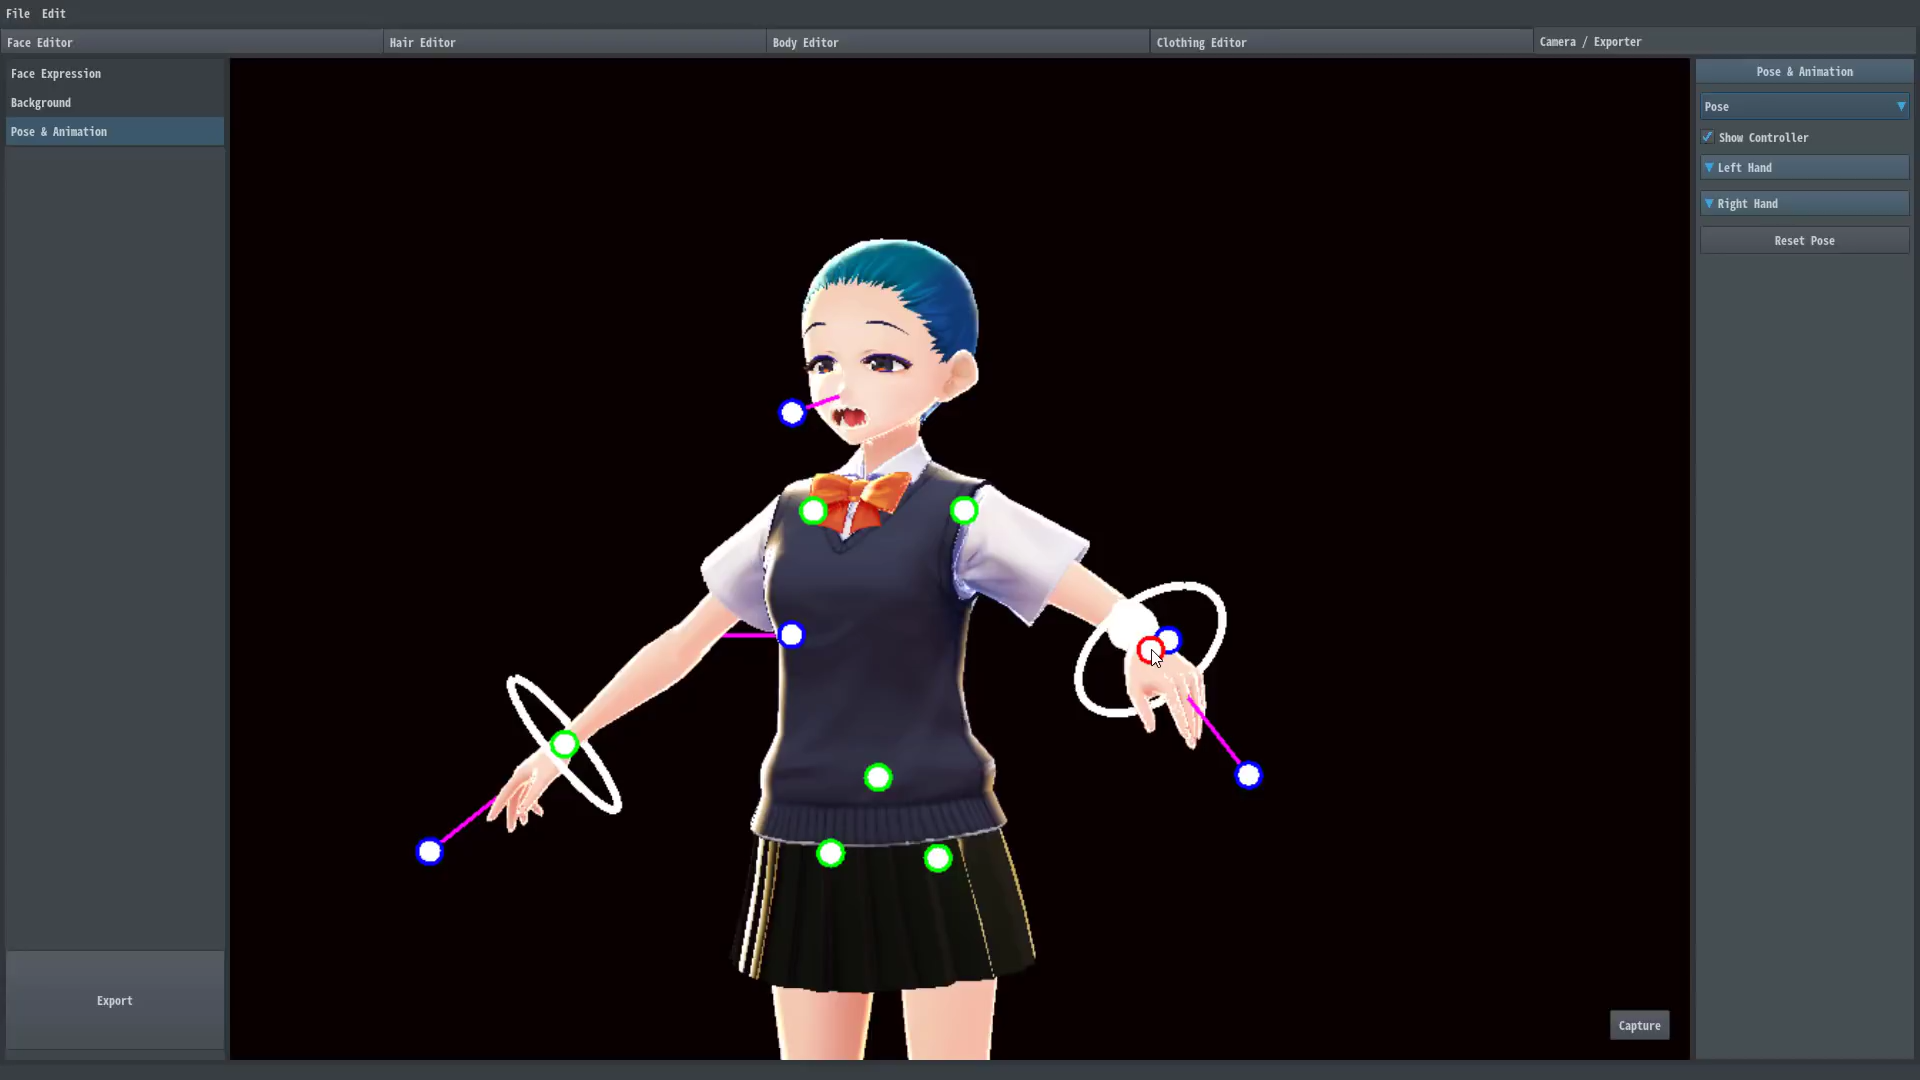 File Edit
Face Editor
Hair Editor
Body Editor
Clothing Editor
Camera / Exporter
Face Expression
Background
Pose & Animation
Export
Pose & Animation
Pose
Show Controller
Left Hand
Right Hand
Reset Pose
Capture